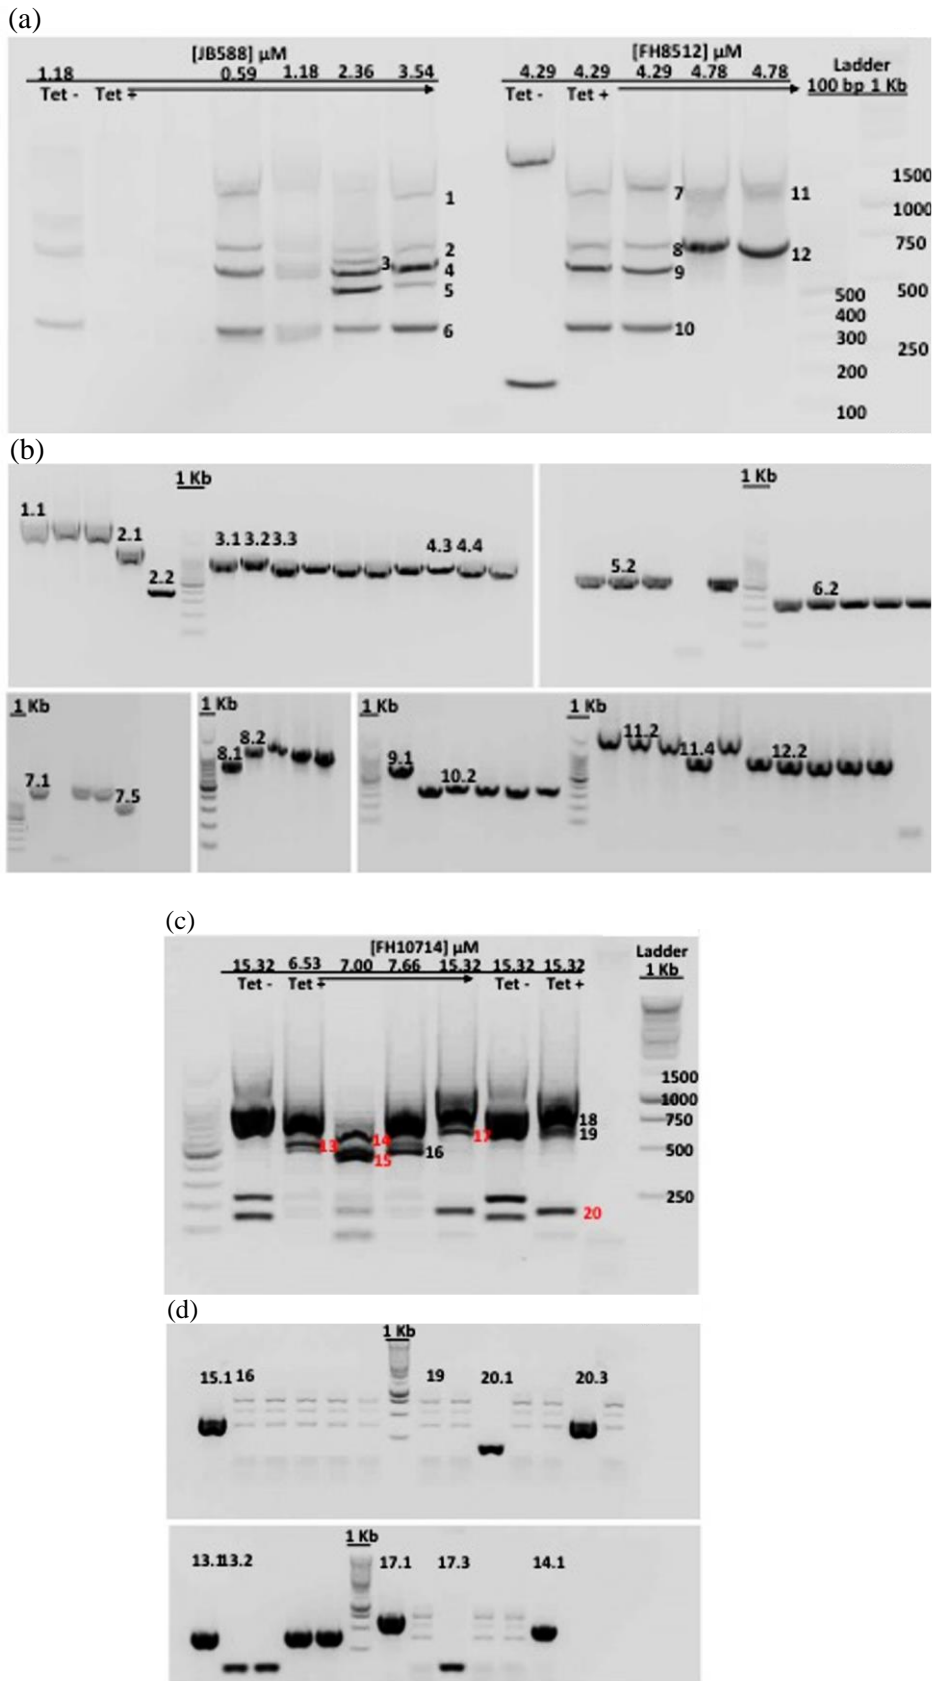 (a)
[JB588] μM [FH8512] μM
1.18 0.59 1.18 2.36 3.54 4.29 4.29 4.29 4.78 4.78 Ladder
Tet - Tet + Tet - Tet + 100 bp 1 Kb
1 7 11 1500
1000
2 8 12 750
3 4 9
5 500 500
400
6 10 300 250
200
100
(b)
1 Kb 1 Kb
1.1 2.1 3.1 3.2 3.3 4.3 4.4 5.2
2.2 6.2
1 Kb 1 Kb 1 Kb 1 Kb
7.1 7.5 8.1 8.2 9.1 10.2 11.2 11.4 12.2
(c)
[FH10714] μM Ladder
15.32 6.53 7.00 7.66 15.32 15.32 15.32 1 Kb
Tet - Tet + Tet - Tet +
1500
1000
18 750
13 14 17 19
15 16 500
250
20
(d)
1 Kb
15.1 16 19 20.1 20.3
1 Kb
13.1 13.2 17.1 17.3 14.1